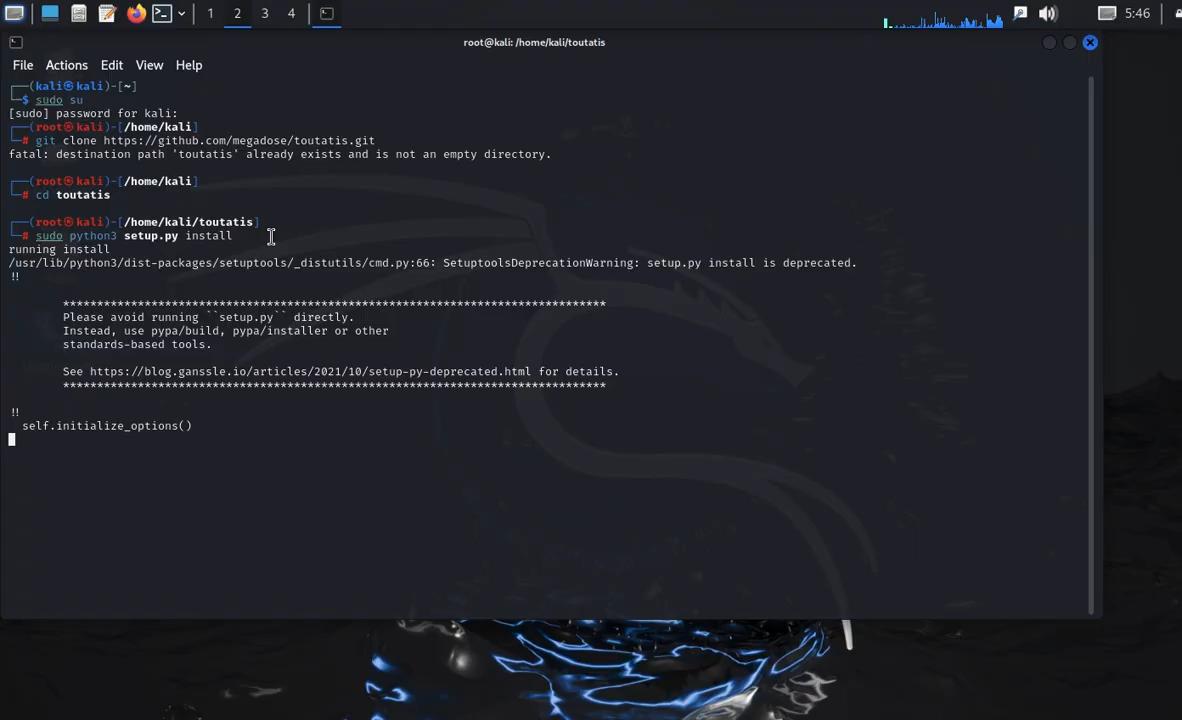 1 2 3 4 5:46
root@kali: /home/kali/toutatis
File Actions Edit View Help
┌──(kali㉿kali)-[~]
└─$ sudo su
[sudo] password for kali:
┌──(root㉿kali)-[/home/kali]
└─# git clone https://github.com/megadose/toutatis.git
fatal: destination path 'toutatis' already exists and is not an empty directory.
┌──(root㉿kali)-[/home/kali]
└─# cd toutatis
┌──(root㉿kali)-[/home/kali/toutatis]
└─# sudo python3 setup.py install
running install
/usr/lib/python3/dist-packages/setuptools/_distutils/cmd.py:66: SetuptoolsDeprecationWarning: setup.py install is deprecated.
!!
********************************************************************************
Please avoid running ``setup.py`` directly.
Instead, use pypa/build, pypa/installer or other
standards-based tools.
See https://blog.ganssle.io/articles/2021/10/setup-py-deprecated.html for details.
********************************************************************************
!!
self.initialize_options()